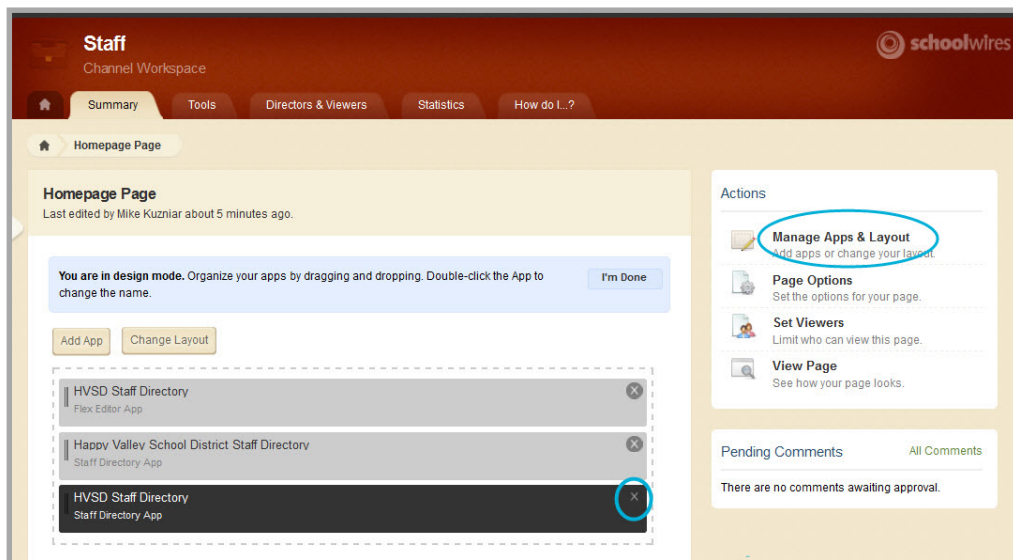 Staff
Channel Workspace
schoolwires
Summary
Tools
Directors & Viewers
Statistics
How do I...?
Homepage Page
Homepage Page
Last edited by Mike Kuzniar about 5 minutes ago.
You are in design mode. Organize your apps by dragging and dropping. Double-click the App to
change the name.
I'm Done
Add App
Change Layout
HVSD Staff Directory
Flex Editor App
Happy Valley School District Staff Directory
Staff Directory App
HVSD Staff Directory
Staff Directory App
Actions
Manage Apps & Layout
Add apps or change your layout.
Page Options
Set the options for your page.
Set Viewers
Limit who can view this page.
View Page
See how your page looks.
Pending Comments
All Comments
There are no comments awaiting approval.